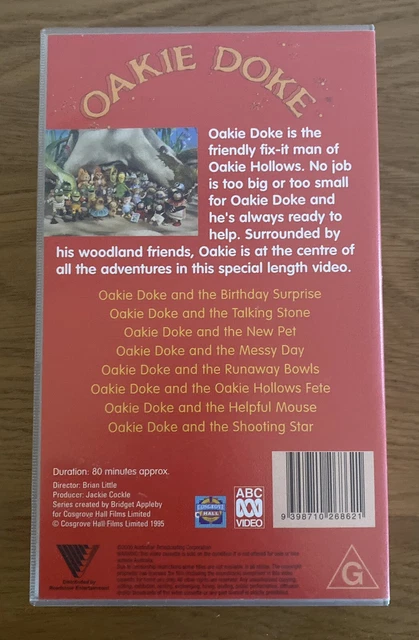 OAKIE DOKE
Oakie Doke is the
friendly fix-it man of
Oakie Hollows. No job
is too big or too small
for Oakie Doke and
he's always ready to
help. Surrounded by
his woodland friends, Oakie is at the centre of
all the adventures in this special length video.
Oakie Doke and the Birthday Surprise
Oakie Doke and the Talking Stone
Oakie Doke and the New Pet
Oakie Doke and the Messy Day
Oakie Doke and the Runaway Bowls
Oakie Doke and the Oakie Hollows Fete
Oakie Doke and the Helpful Mouse
Oakie Doke and the Shooting Star
Duration: 80 minutes approx.
Director: Brian Little
Producer: Jackie Cockle
Series created by Bridget Appleby
for Cosgrove Hall Films Limited
© Cosgrove Hall Films Limited 1995
COSGROVE
HALL
ABC
VIDEO
9 398710 268621
Distributed by
Roadshow Entertainment
G